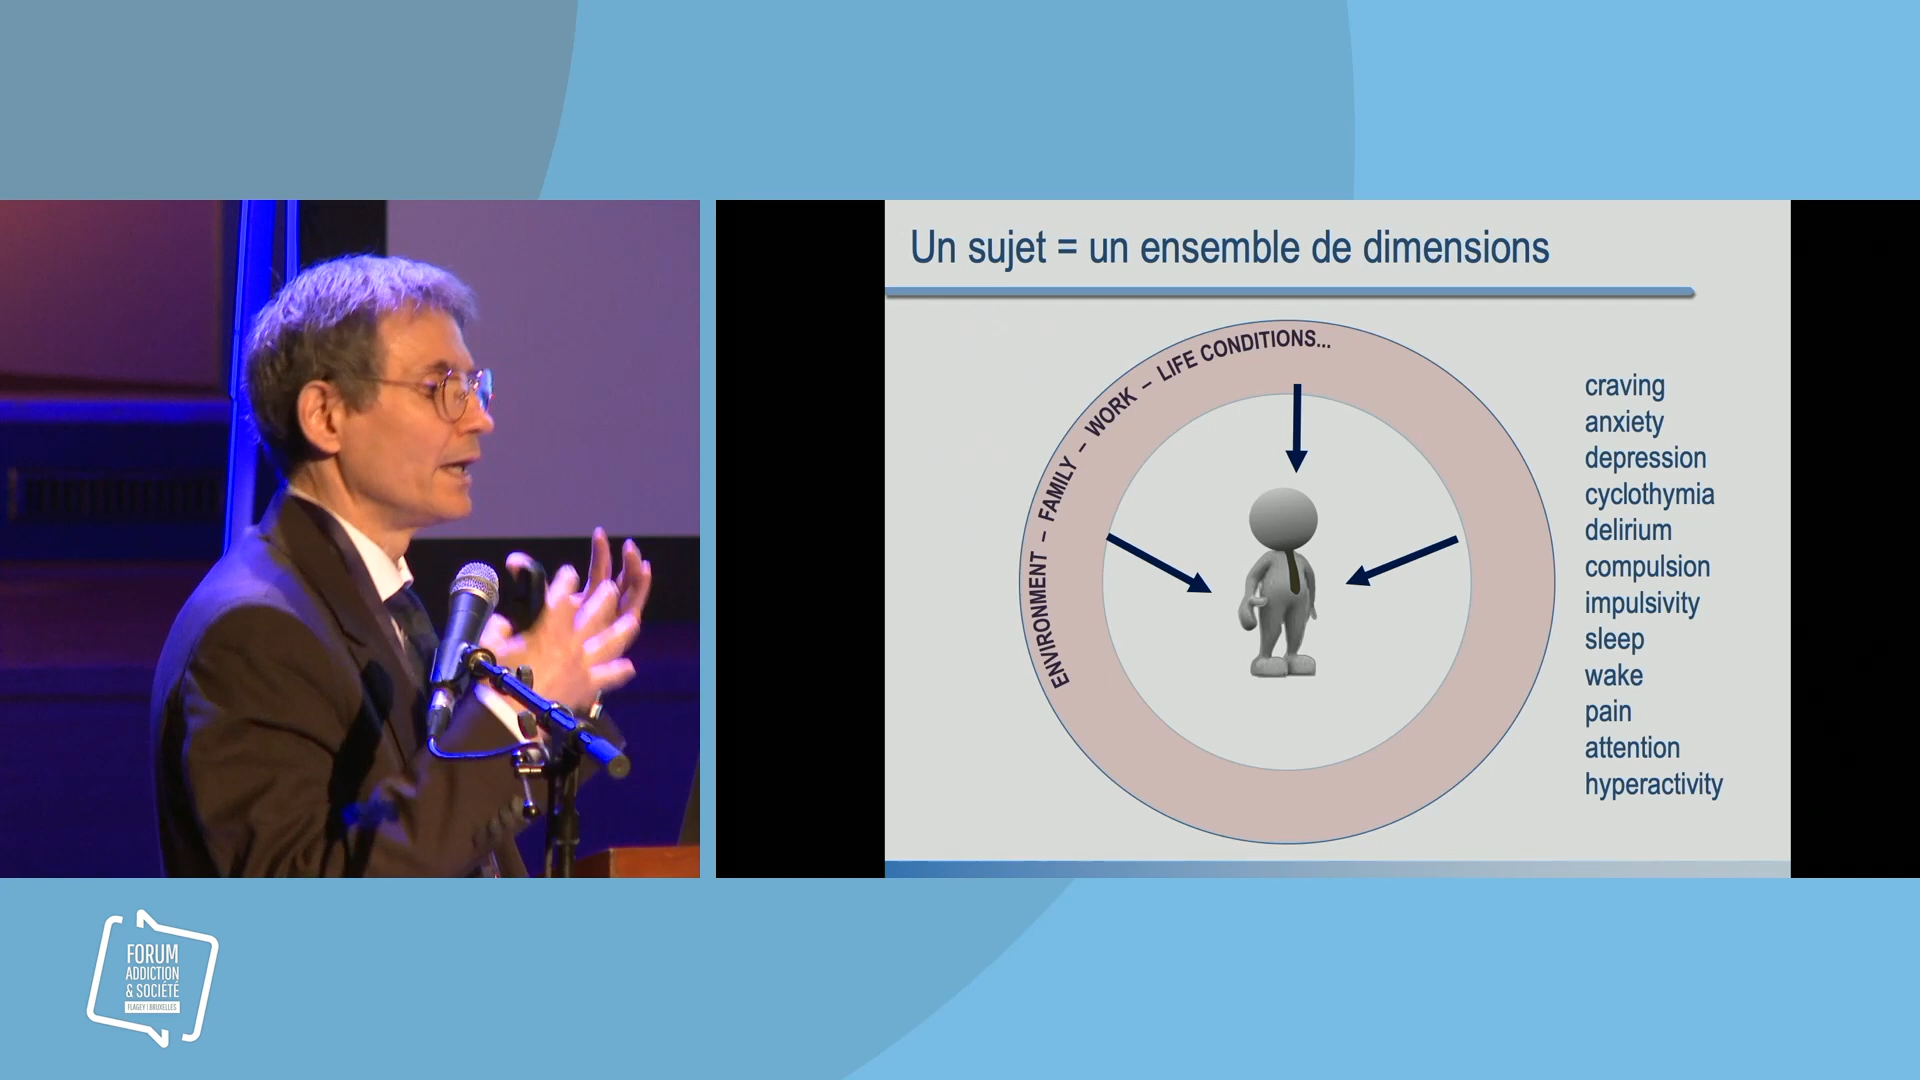 Un sujet = un ensemble de dimensions
ENVIRONMENT – FAMILY – WORK – LIFE CONDITIONS...
craving
anxiety
depression
cyclothymia
delirium
compulsion
impulsivity
sleep
wake
pain
attention
hyperactivity
FORUM
ADDICTION
& SOCIÉTÉ
FLAGEY | BRUXELLES